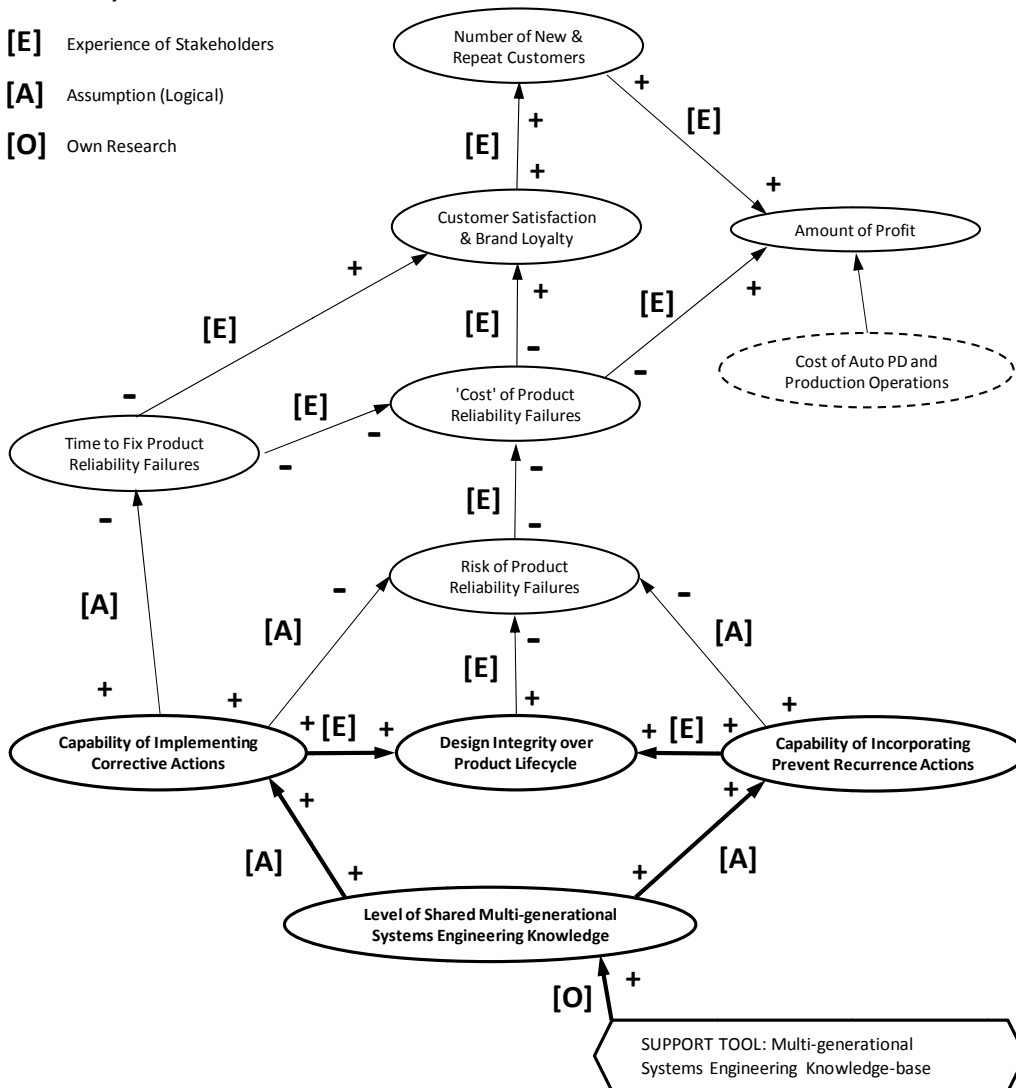 [E] Experience of Stakeholders
[A] Assumption (Logical)
[O] Own Research
Number of New &
Repeat Customers
+
[E]
+
[E]
+
+
Customer Satisfaction
& Brand Loyalty
Amount of Profit
+
[E]
+
[E]
-
[E]
+
-
Cost of Auto PD and
Production Operations
-
[E]
-
-
'Cost' of Product
Reliability Failures
Time to Fix Product
Reliability Failures
-
[E]
-
-
Risk of Product
Reliability Failures
[A]
-
[A]
-
[E]
-
[A]
+
+
+
+
+ [E] +
+ [E] +
Capability of Implementing
Corrective Actions
Design Integrity over
Product Lifecycle
Capability of Incorporating
Prevent Recurrence Actions
+
[A]
+
+
[A]
+
Level of Shared Multi-generational
Systems Engineering Knowledge
[O]
+
SUPPORT TOOL: Multi-generational
Systems Engineering Knowledge-base